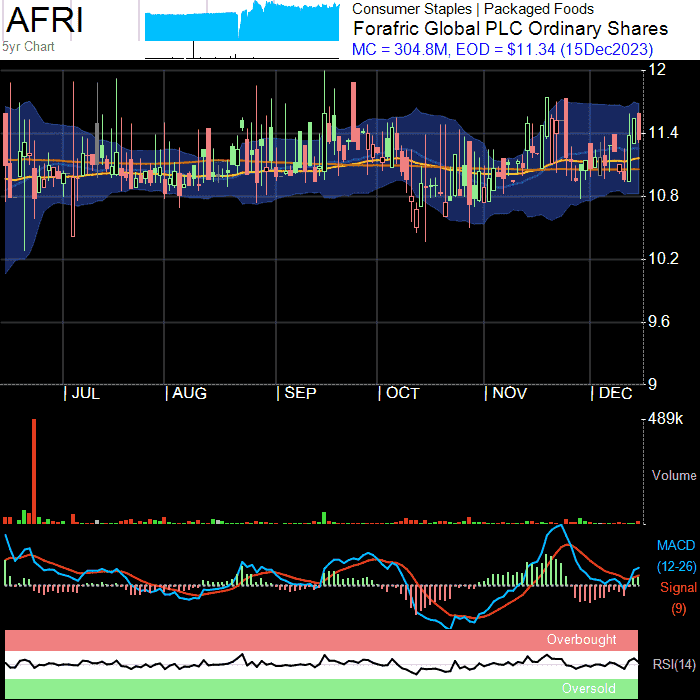 AFRI
5yr Chart
Consumer Staples | Packaged Foods
Forafric Global PLC Ordinary Shares
MC = 304.8M, EOD = $11.34 (15Dec2023)
12
11.4
10.8
10.2
9.6
9
| JUL | AUG | SEP | OCT | NOV | DEC
489k
Volume
MACD
(12-26)
Signal
(9)
Overbought
RSI(14)
Oversold